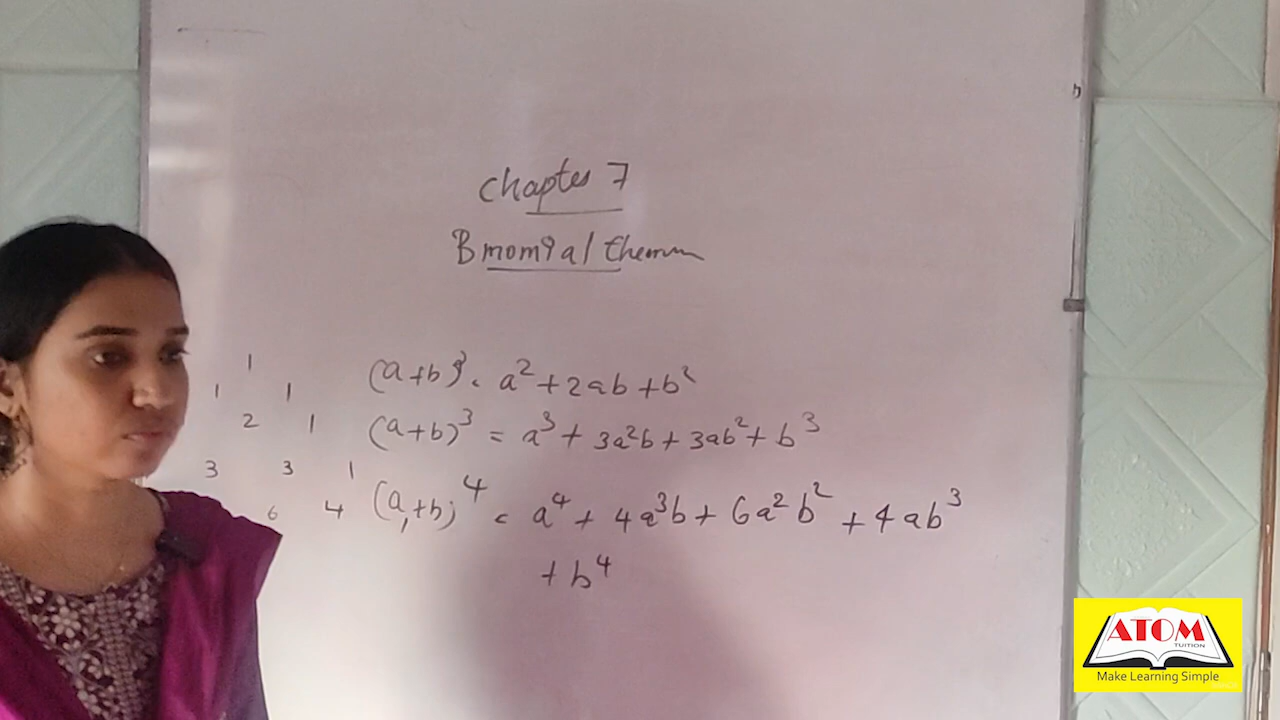 Chapter 7
Binomial theorem
1
1 1
2 1
3 3 1
6 4
(a+b)² = a² + 2ab + b²
(a+b)³ = a³ + 3a²b + 3ab² + b³
(a+b)⁴ = a⁴ + 4a³b + 6a²b² + 4ab³
+ b⁴
ATOM
TUITION
Make Learning Simple